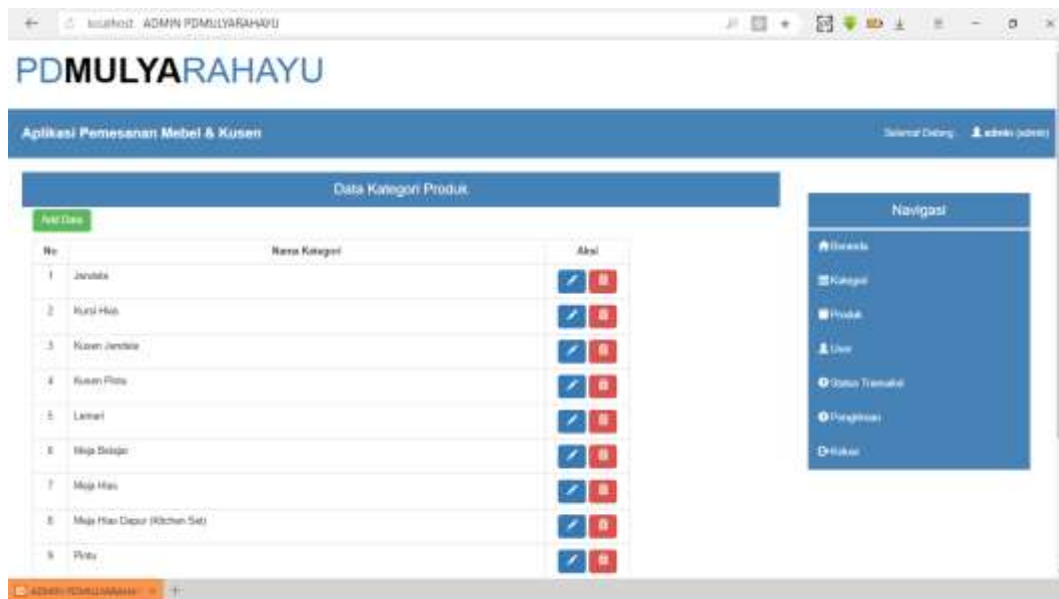 localhost ADMIN PDMULYARAHAYU
PDMULYARAHAYU
Aplikasi Pemesanan Mebel & Kusen
Selamat Datang admin (admin)
Data Kategori Produk
Add Data
No Nama Kategori Aksi
1 Jendela
2 Kursi Hias
3 Kusen Jendela
4 Kusen Pintu
5 Lemari
6 Meja Belajar
7 Meja Hias
8 Meja Hias Dapur (Kitchen Set)
9 Pintu
Navigasi
Beranda
Kategori
Produk
User
Status Transaksi
Pengiriman
Keluar
ADMIN PDMULYARAHAY